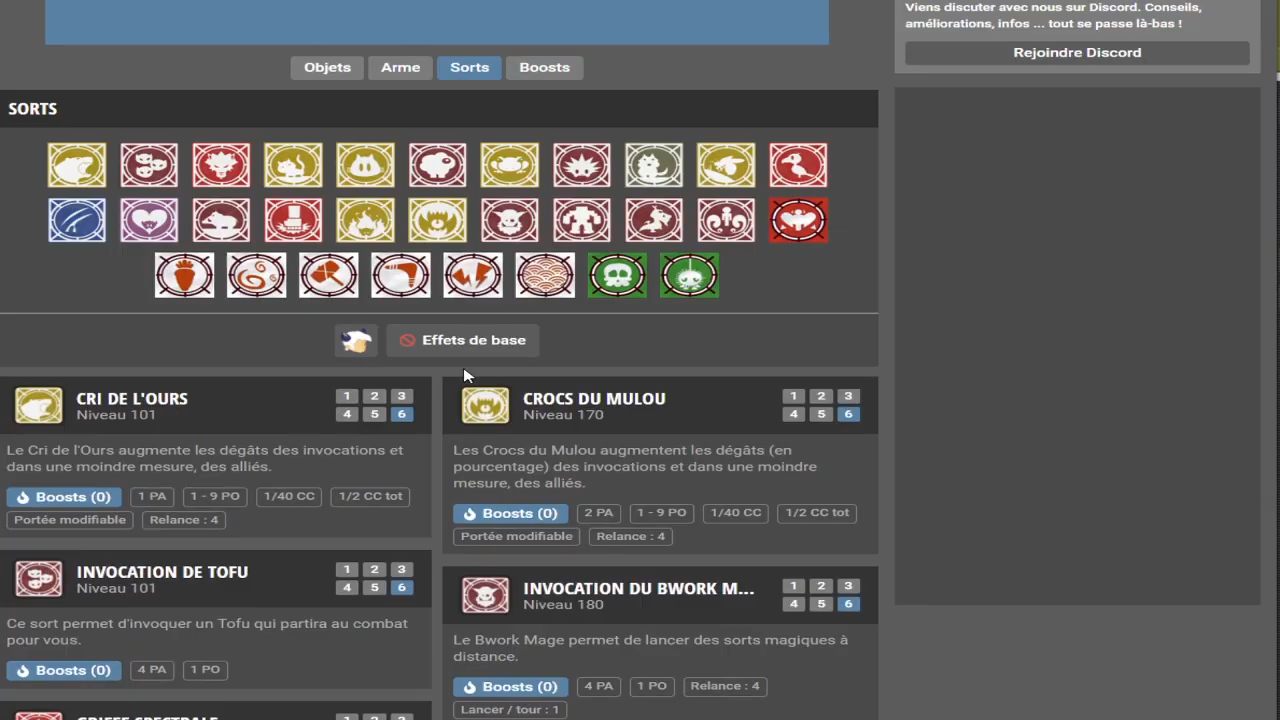 Viens discuter avec nous sur Discord. Conseils,
améliorations, infos ... tout se passe là-bas !
Rejoindre Discord
Objets
Arme
Sorts
Boosts
SORTS
Effets de base
CRI DE L'OURS
Niveau 101
1 2 3
4 5 6
Le Cri de l'Ours augmente les dégâts des invocations et
dans une moindre mesure, des alliés.
Boosts (0)
1 PA
1 - 9 PO
1/40 CC
1/2 CC tot
Portée modifiable
Relance : 4
INVOCATION DE TOFU
Niveau 101
1 2 3
4 5 6
Ce sort permet d'invoquer un Tofu qui partira au combat
pour vous.
Boosts (0)
4 PA
1 PO
1 2 3
CROCS DU MULOU
Niveau 170
1 2 3
4 5 6
Les Crocs du Mulou augmentent les dégâts (en
pourcentage) des invocations et dans une moindre
mesure, des alliés.
Boosts (0)
2 PA
1 - 9 PO
1/40 CC
1/2 CC tot
Portée modifiable
Relance : 4
INVOCATION DU BWORK M...
Niveau 180
1 2 3
4 5 6
Le Bwork Mage permet de lancer des sorts magiques à
distance.
Boosts (0)
4 PA
1 PO
Relance : 4
Lancer / tour : 1